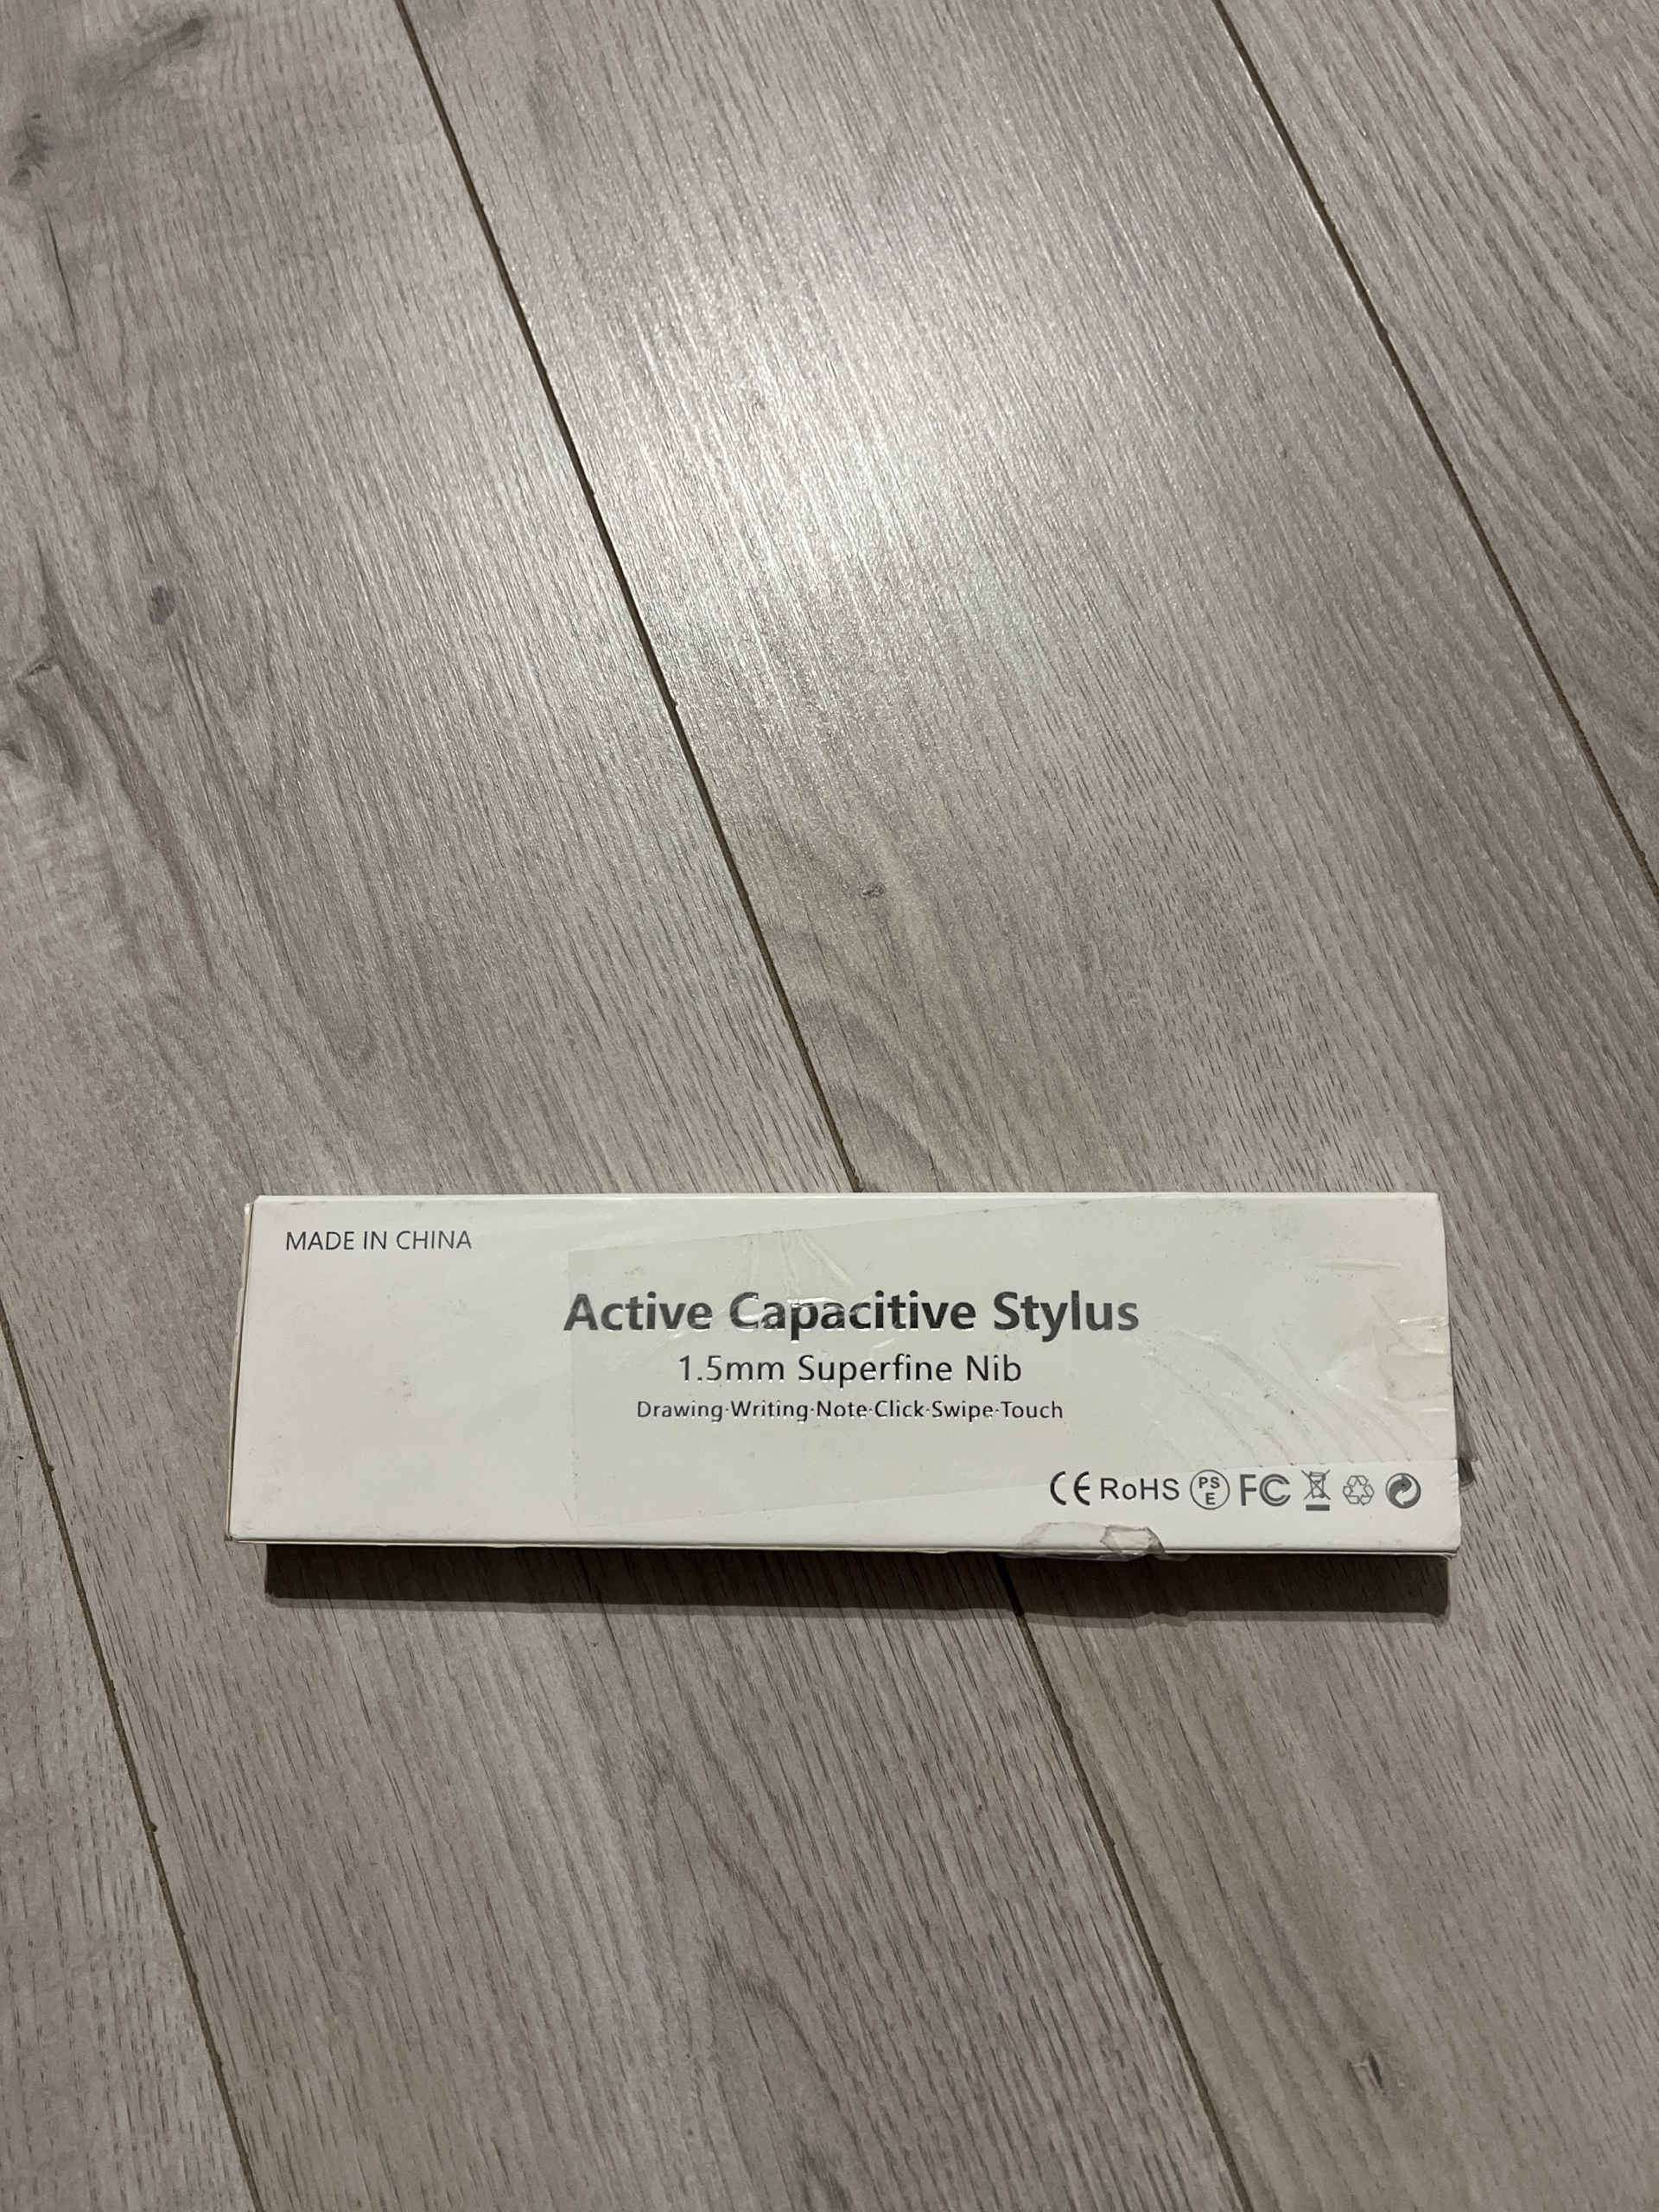 MADE IN CHINA
Active Capacitive Stylus
1.5mm Superfine Nib
Drawing·Writing·Note·Click·Swipe·Touch
CE RoHS PSE FC